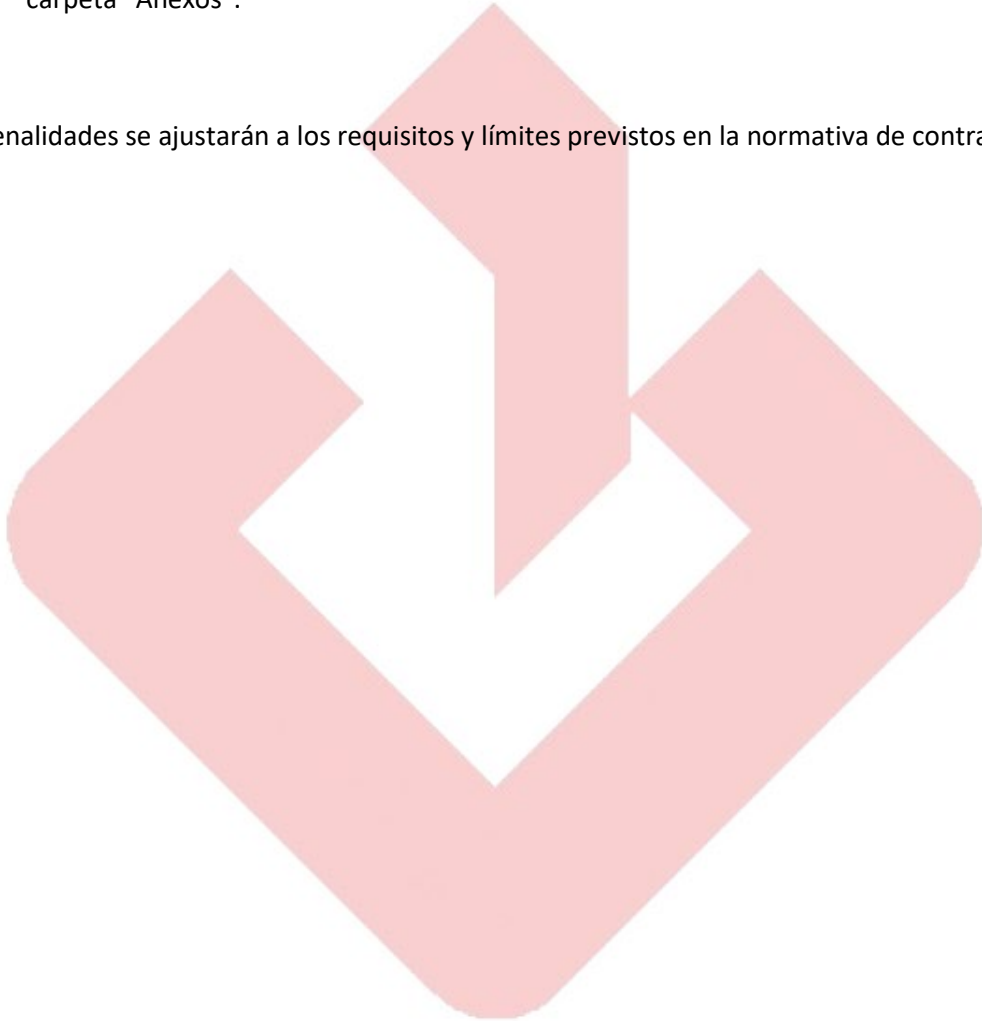 carpeta "Anexos".
enalidades se ajustarán a los requisitos y límites previstos en la normativa de contra